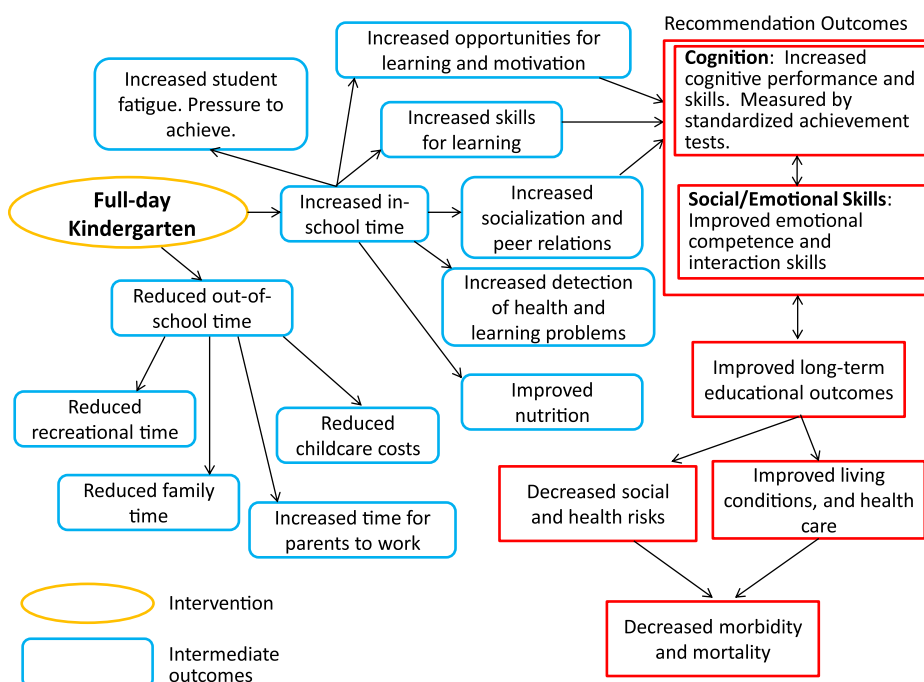 Recommendation Outcomes
Increased opportunities for
learning and motivation
Cognition:  Increased
cognitive performance and
skills.  Measured by
standardized achievement
tests.
Increased student
fatigue. Pressure to
achieve.
Increased skills
for learning
Full-day
Kindergarten
Increased in-
school time
Increased
socialization and
peer relations
Social/Emotional Skills:
Improved emotional
competence and
interaction skills
Reduced out-of-
school time
Increased detection
of health and
learning problems
Improved long-term
educational outcomes
Improved
nutrition
Reduced
recreational time
Reduced
childcare costs
Reduced family
time
Increased time for
parents to work
Decreased social
and health risks
Improved living
conditions, and health
care
Decreased morbidity
and mortality
Intervention
Intermediate
outcomes